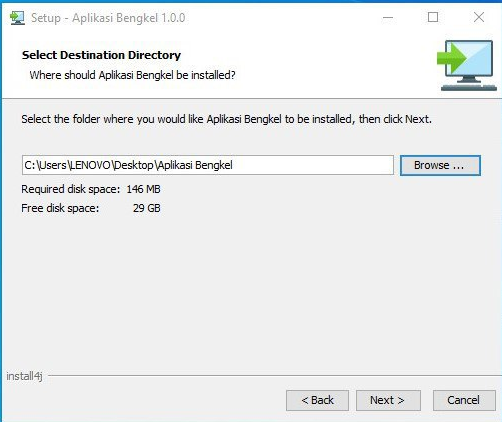 Setup - Aplikasi Bengkel 1.0.0
Select Destination Directory
Where should Aplikasi Bengkel be installed?
Select the folder where you would like Aplikasi Bengkel to be installed, then click Next.
C:\Users\LENOVO\Desktop\Aplikasi Bengkel
Browse ...
Required disk space: 146 MB
Free disk space: 29 GB
install4j
< Back
Next >
Cancel